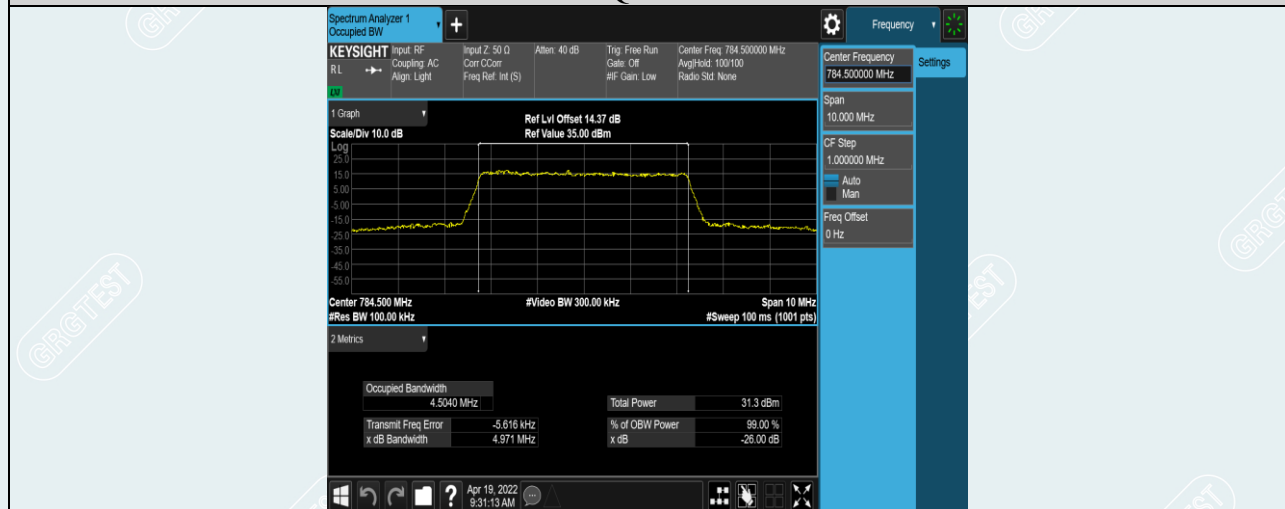 Spectrum Analyzer 1
Occupied BW
+
Frequency
KEYSIGHT
RL
LXI
Input: RF
Coupling: AC
Align: Light
Input Z: 50 Ω
Corr CCorr
Freq Ref: Int (S)
Atten: 40 dB
Trig: Free Run
Gate: Off
#IF Gain: Low
Center Freq: 784.500000 MHz
Avg|Hold: 100/100
Radio Std: None
Center Frequency
784.500000 MHz
Settings
Span
10.000 MHz
CF Step
1.000000 MHz
Auto
Man
Freq Offset
0 Hz
1 Graph
Scale/Div 10.0 dB
Ref Lvl Offset 14.37 dB
Ref Value 35.00 dBm
Log
25.0
15.0
5.00
-5.00
-15.0
-25.0
-35.0
-45.0
-55.0
Center 784.500 MHz
#Video BW 300.00 kHz
Span 10 MHz
#Res BW 100.00 kHz
#Sweep 100 ms (1001 pts)
2 Metrics
Occupied Bandwidth
4.5040 MHz
Total Power 31.3 dBm
Transmit Freq Error -5.616 kHz
% of OBW Power 99.00 %
x dB Bandwidth 4.971 MHz
x dB -26.00 dB
?
Apr 19, 2022
9:31:13 AM
GRGTEST
GRGTEST
GRGTEST